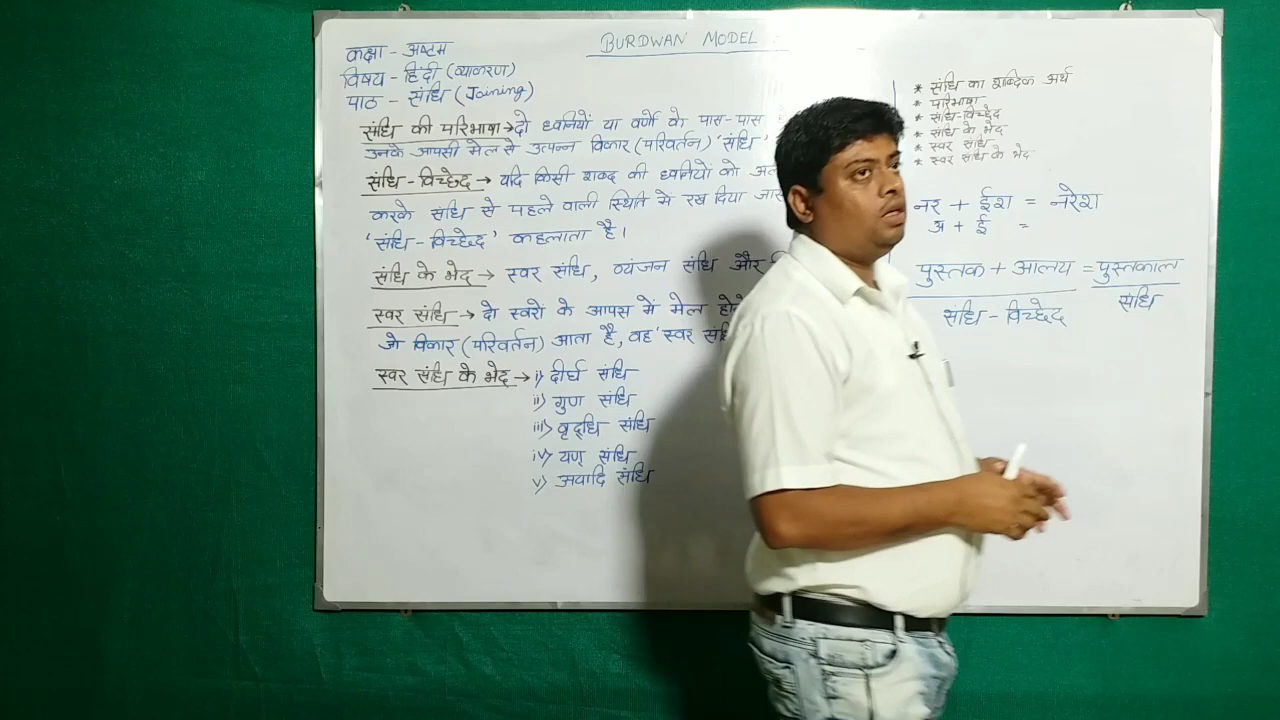 BURDWAN MODEL
कक्षा - अष्टम
विषय - हिंदी (व्याकरण)
पाठ - संधि (Joining)
संधि की परिभाषा → दो ध्वनियों या वर्णों के पास-पास
उनके आपसी मेल से उत्पन्न विकार (परिवर्तन) 'संधि'
संधि - विच्छेद → यदि किसी शब्द की ध्वनियों को
करके संधि से पहले वाली स्थिति में रख दिया
'संधि - विच्छेद' कहलाता है।
संधि के भेद → स्वर संधि, व्यंजन संधि और
स्वर संधि → दो स्वरों के आपस में मेल
जो विकार (परिवर्तन) आता है, वह 'स्वर
स्वर संधि के भेद → i) दीर्घ संधि
ii) गुण संधि
iii) वृद्धि संधि
iv) यण् संधि
v) अयादि संधि
* संधि का शाब्दिक अर्थ
* परिभाषा
* संधि-विच्छेद
* संधि के भेद
* स्वर संधि
* स्वर संधि के भेद
नर + ईश = नरेश
अ + ई =
पुस्तक + आलय = पुस्तकालय
संधि - विच्छेद संधि